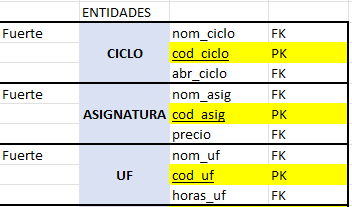 ENTIDADES
Fuerte nom_ciclo FK
CICLO cod_ciclo PK
abr_ciclo FK
Fuerte nom_asig FK
ASIGNATURA cod_asig PK
precio FK
Fuerte nom_uf FK
UF cod_uf PK
horas_uf FK